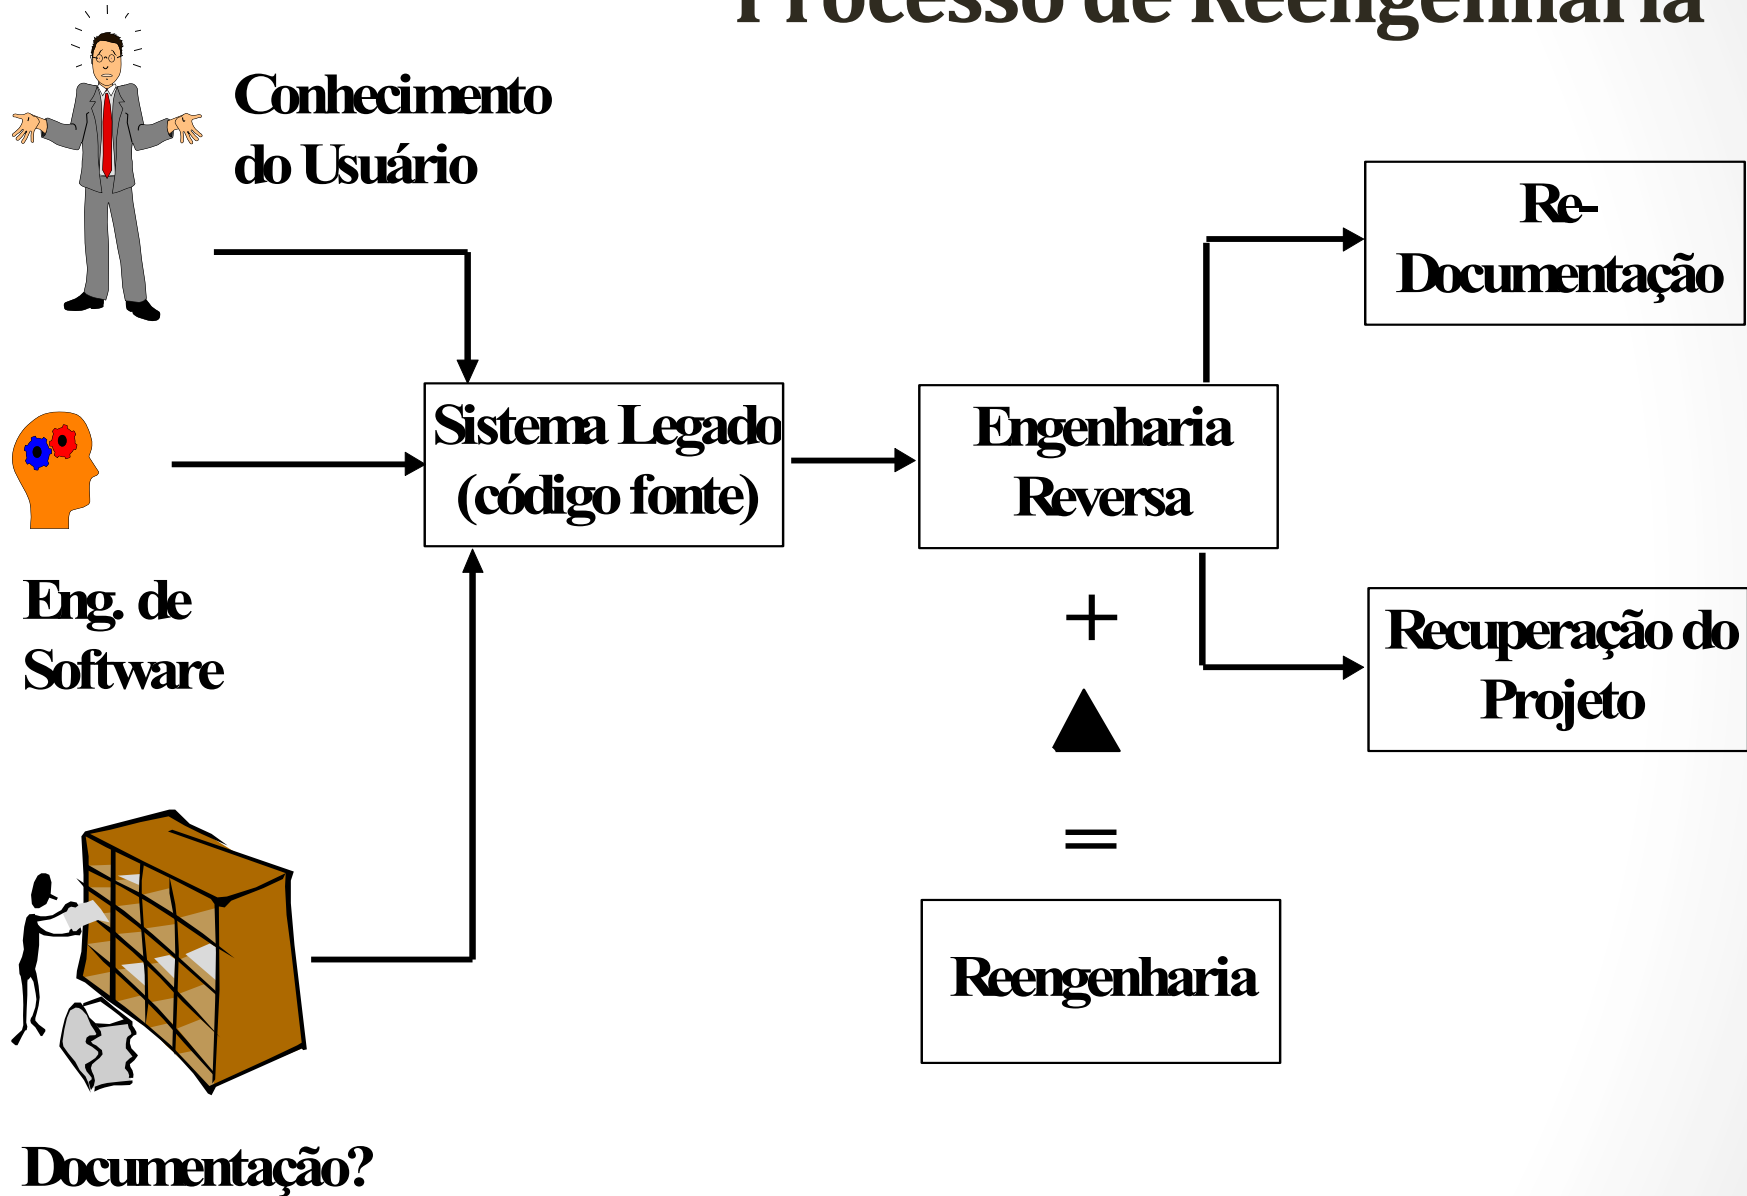 Processo de Reengenharia
Conhecimento
do Usuário
Re-
Documentação
Sistema Legado
(código fonte)
Engenharia
Reversa
Eng. de
Software
+
Recuperação do
Projeto
=
Reengenharia
Documentação?